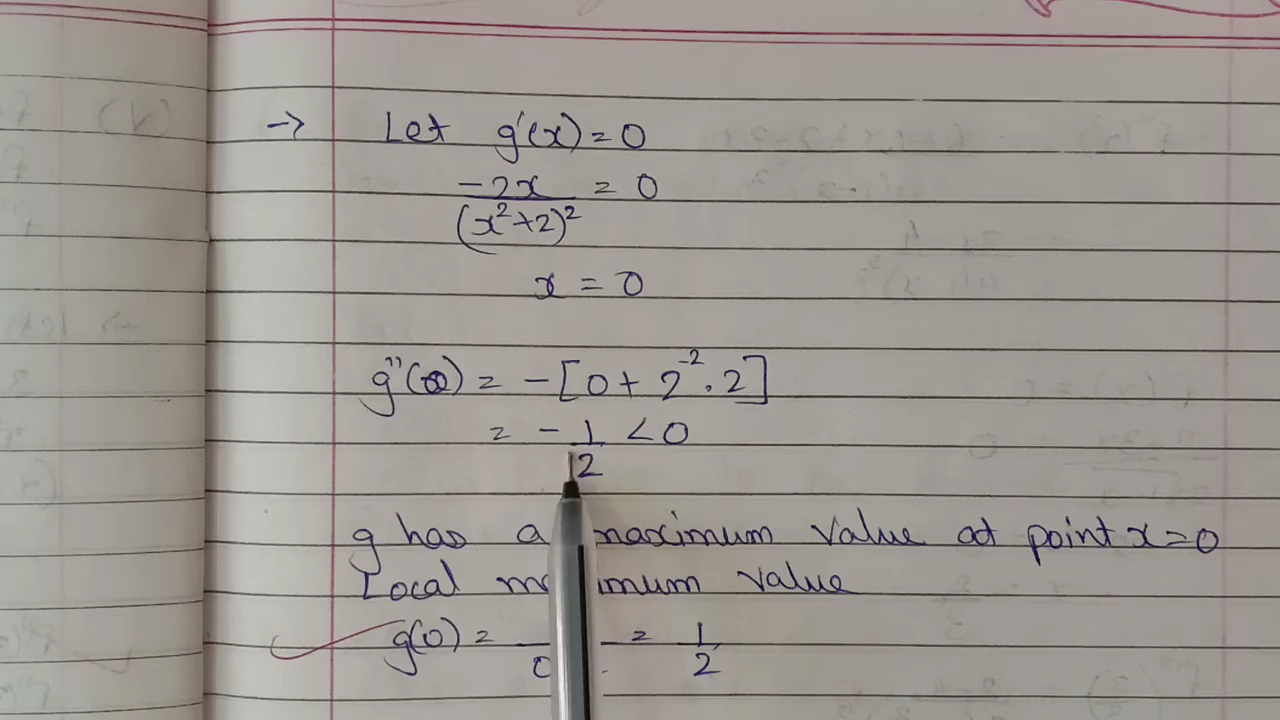 → Let g'(x) = 0
-2x/(x²+2)² = 0
x = 0
g''(0) = -[0 + 2⁻².2]
= -1/2 < 0
g has a maximum value at point x=0
Local value
g(0) = = 1/2